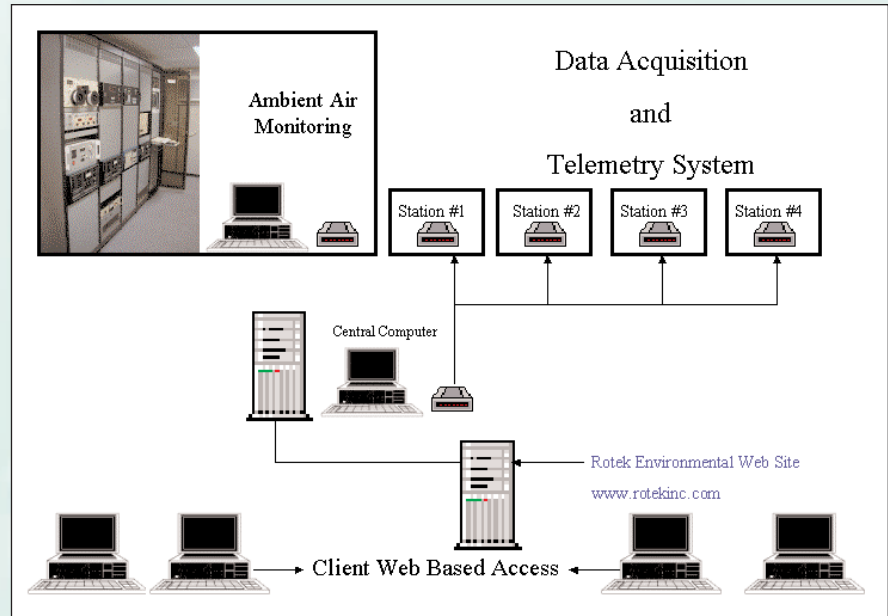 Data Acquisition
and
Telemetry System
Ambient Air
Monitoring
Station #1
Station #2
Station #3
Station #4
Central Computer
Rotek Environmental Web Site
www.rotekinc.com
Client Web Based Access